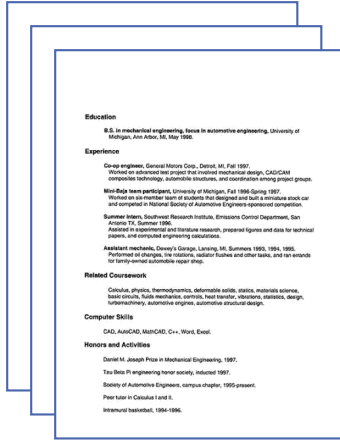 Education
B.S. in mechanical engineering, focus in automotive engineering, University of
Michigan, Ann Arbor, MI, May 1998.
Experience
Co-op engineer, General Motors Corp., Detroit, MI, Fall 1997.
Worked on advanced test project that involved mechanical design, CAD/CAM
composites technology, automobile structures, and coordination among project groups.
Mini-Baja team participant, University of Michigan, Fall 1996-Spring 1997.
Worked on six-member team of students that designed and built a miniature stock car
and competed in National Society of Automotive Engineers-sponsored competition.
Summer Intern, Southwest Research Institute, Emissions Control Department, San
Antonio TX, Summer 1996.
Assisted in experimental and literature research, prepared figures and data for technical
papers, and computed engineering calculations.
Assistant mechanic, Dewey's Garage, Lansing, MI, Summers 1993, 1994, 1995.
Performed oil changes, tire rotations, radiator flushes and other tasks, and ran errands
for family-owned automobile repair shop.
Related Coursework
Calculus, physics, thermodynamics, deformable solids, statics, materials science,
basic circuits, fluids mechanics, controls, heat transfer, vibrations, statistics, design,
turbomachinery, automotive engines, automotive structural design.
Computer Skills
CAD, AutoCAD, MathCAD, C++, Word, Excel.
Honors and Activities
Daniel M. Joseph Prize in Mechanical Engineering, 1997.
Tau Beta Pi engineering honor society, inducted 1997.
Society of Automotive Engineers, campus chapter, 1995-present.
Peer tutor in Calculus I and II.
Intramural basketball, 1994-1996.